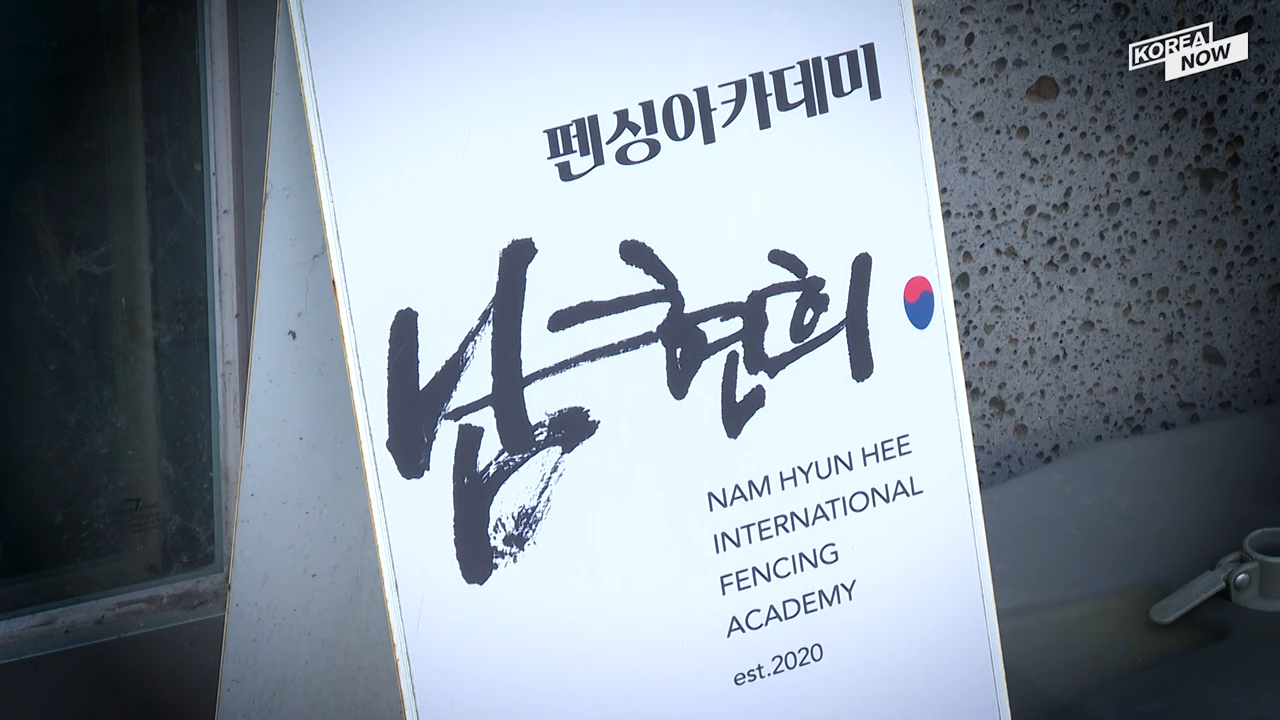 KOREA
NOW
펜싱아카데미
남현희
NAM HYUN HEE
INTERNATIONAL
FENCING
ACADEMY
est.2020